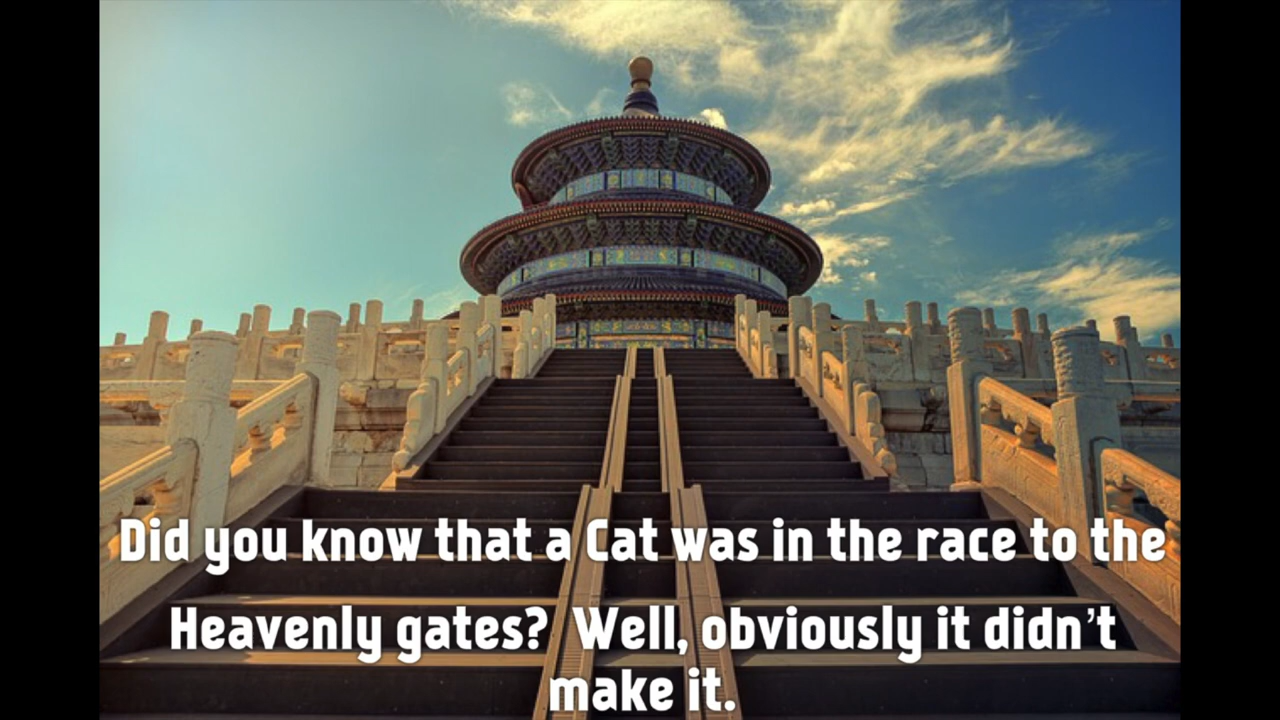 Did you know that a Cat was in the race to the
Heavenly gates? Well, obviously it didn't
make it.